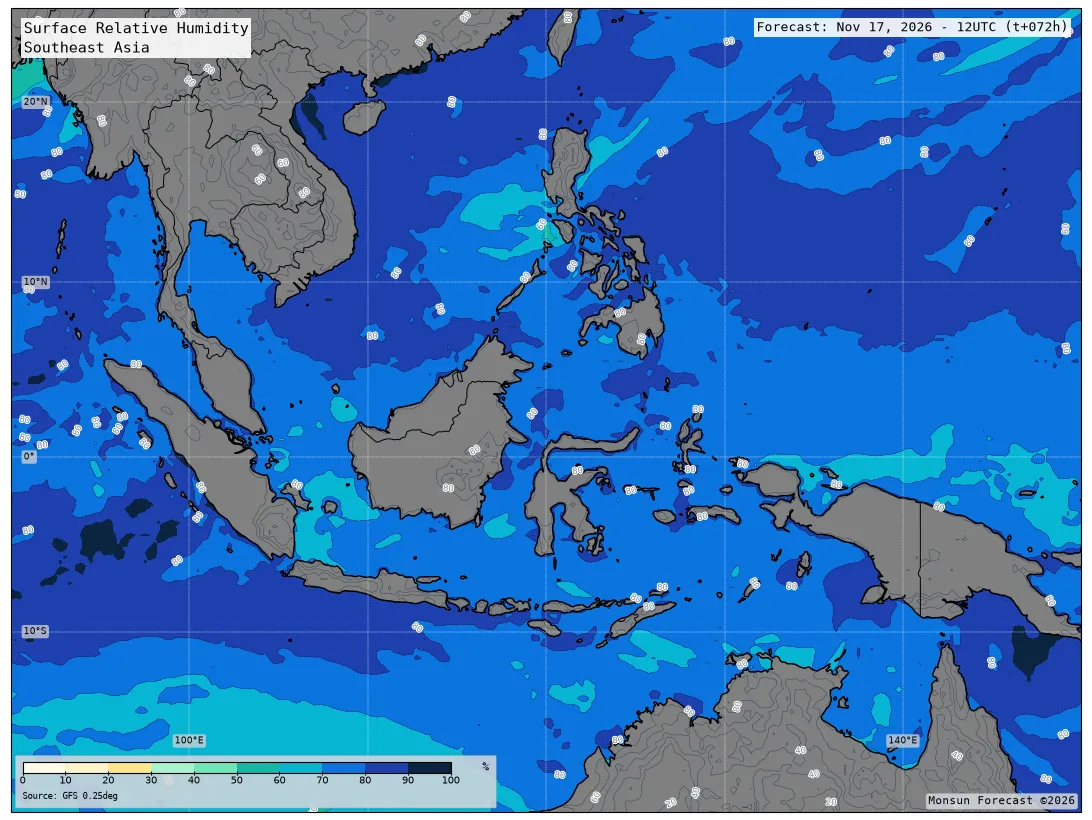 Surface Relative Humidity
Southeast Asia
Forecast: Nov 17, 2026 - 12UTC (t+072h)
20°N
10°N
0°
10°S
100°E
140°E
0 10 20 30 40 50 60 70 80 90 100
%
Source: GFS 0.25deg
Monsun Forecast ©2026